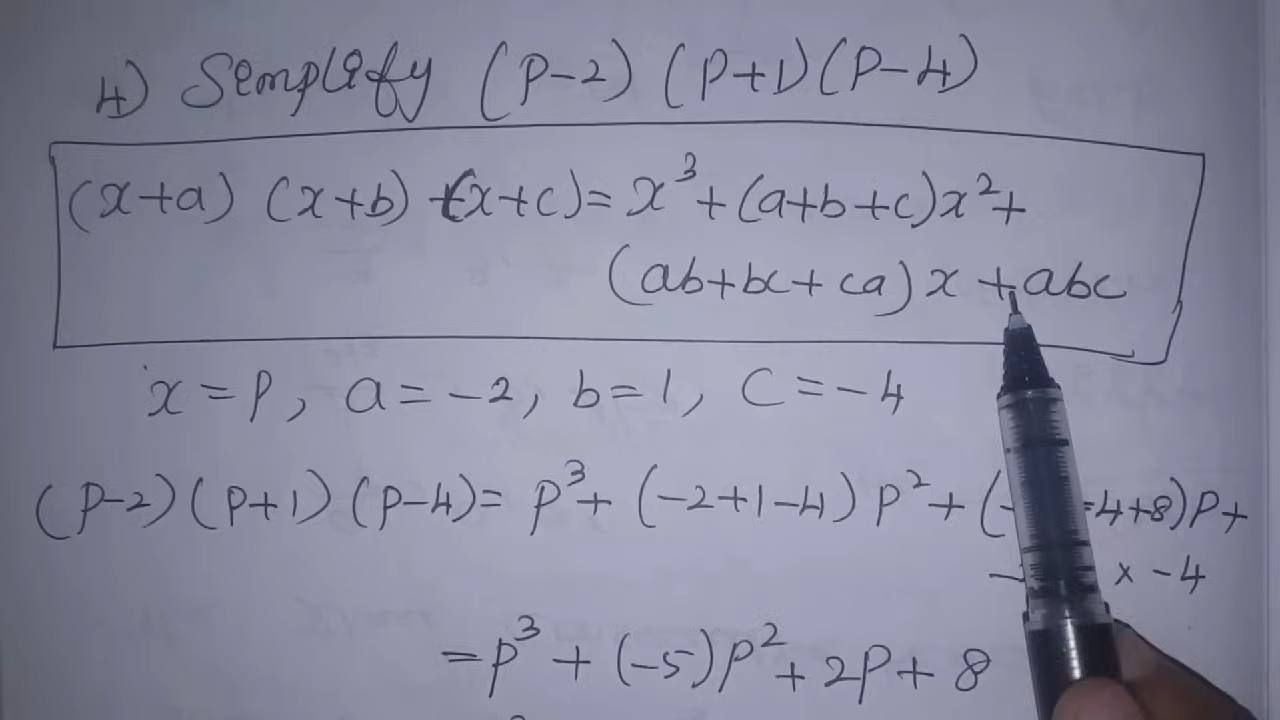 4) Semplify (P-2) (P+1) (P-4)
(x+a) (x+b) (x+c) = x³ + (a+b+c)x² +
(ab+bc+ca) x + abc
x = P, a = -2, b = 1, C = -4
(P-2) (P+1) (P-4) = P³ + (-2+1-4) P² + (- -4+8)P +
- x -4
= P³ + (-5)P² + 2P + 8